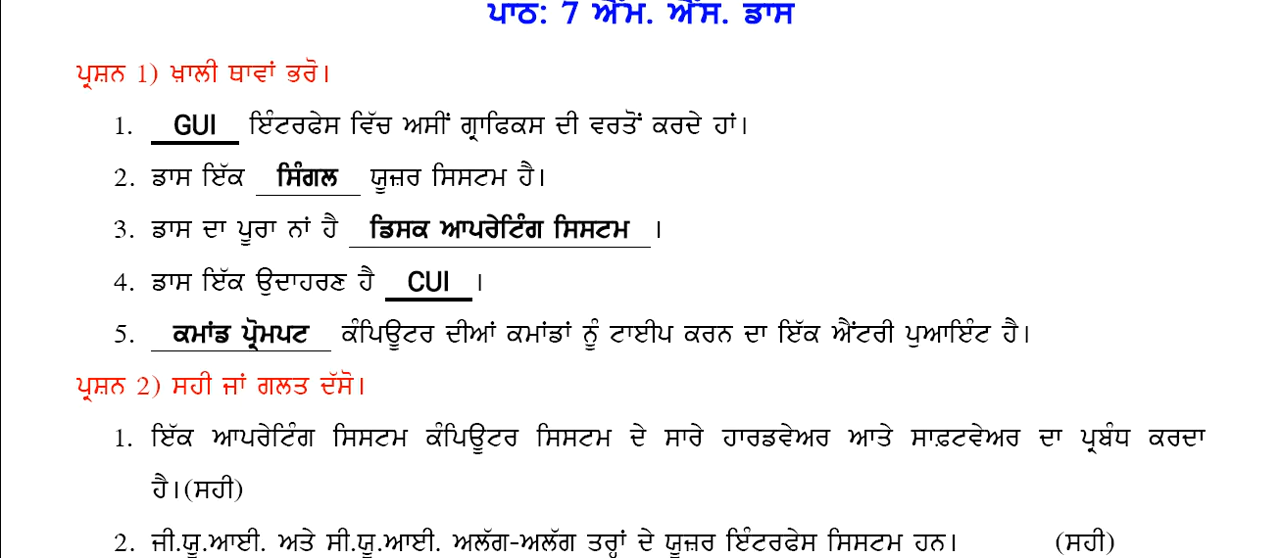 ਪਾਠ: 7 ਐੱਮ. ਐੱਸ. ਡਾਸ
ਪ੍ਰਸ਼ਨ 1) ਖ਼ਾਲੀ ਥਾਵਾਂ ਭਰੋ।
1. GUI ਇੰਟਰਫੇਸ ਵਿੱਚ ਅਸੀਂ ਗ੍ਰਾਫਿਕਸ ਦੀ ਵਰਤੋਂ ਕਰਦੇ ਹਾਂ।
2. ਡਾਸ ਇੱਕ ਸਿੰਗਲ ਯੂਜ਼ਰ ਸਿਸਟਮ ਹੈ।
3. ਡਾਸ ਦਾ ਪੂਰਾ ਨਾਂ ਹੈ ਡਿਸਕ ਆਪਰੇਟਿੰਗ ਸਿਸਟਮ ।
4. ਡਾਸ ਇੱਕ ਉਦਾਹਰਣ ਹੈ CUI ।
5. ਕਮਾਂਡ ਪ੍ਰੋਮਪਟ ਕੰਪਿਊਟਰ ਦੀਆਂ ਕਮਾਂਡਾਂ ਨੂੰ ਟਾਈਪ ਕਰਨ ਦਾ ਇੱਕ ਐਂਟਰੀ ਪੁਆਇੰਟ ਹੈ।
ਪ੍ਰਸ਼ਨ 2) ਸਹੀ ਜਾਂ ਗਲਤ ਦੱਸੋ।
1. ਇੱਕ ਆਪਰੇਟਿੰਗ ਸਿਸਟਮ ਕੰਪਿਊਟਰ ਸਿਸਟਮ ਦੇ ਸਾਰੇ ਹਾਰਡਵੇਅਰ ਆਤੇ ਸਾਫ਼ਟਵੇਅਰ ਦਾ ਪ੍ਰਬੰਧ ਕਰਦਾ
ਹੈ।(ਸਹੀ)
2. ਜੀ.ਯੂ.ਆਈ. ਅਤੇ ਸੀ.ਯੂ.ਆਈ. ਅਲੱਗ-ਅਲੱਗ ਤਰ੍ਹਾਂ ਦੇ ਯੂਜ਼ਰ ਇੰਟਰਫੇਸ ਸਿਸਟਮ ਹਨ। (ਸਹੀ)